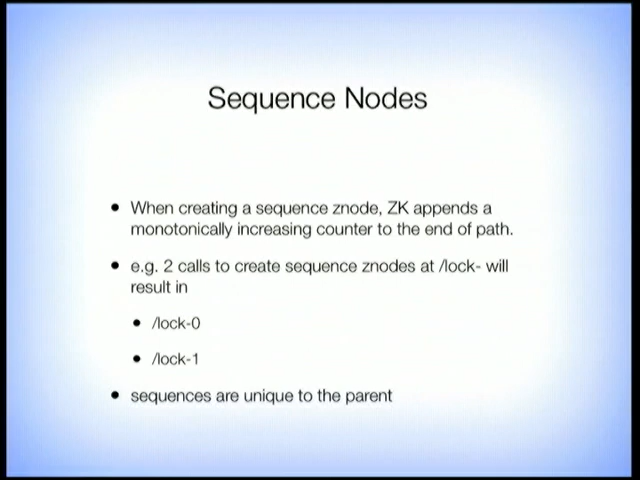 Sequence Nodes
• When creating a sequence znode, ZK appends a
monotonically increasing counter to the end of path.
• e.g. 2 calls to create sequence znodes at /lock- will
result in
• /lock-0
• /lock-1
• sequences are unique to the parent